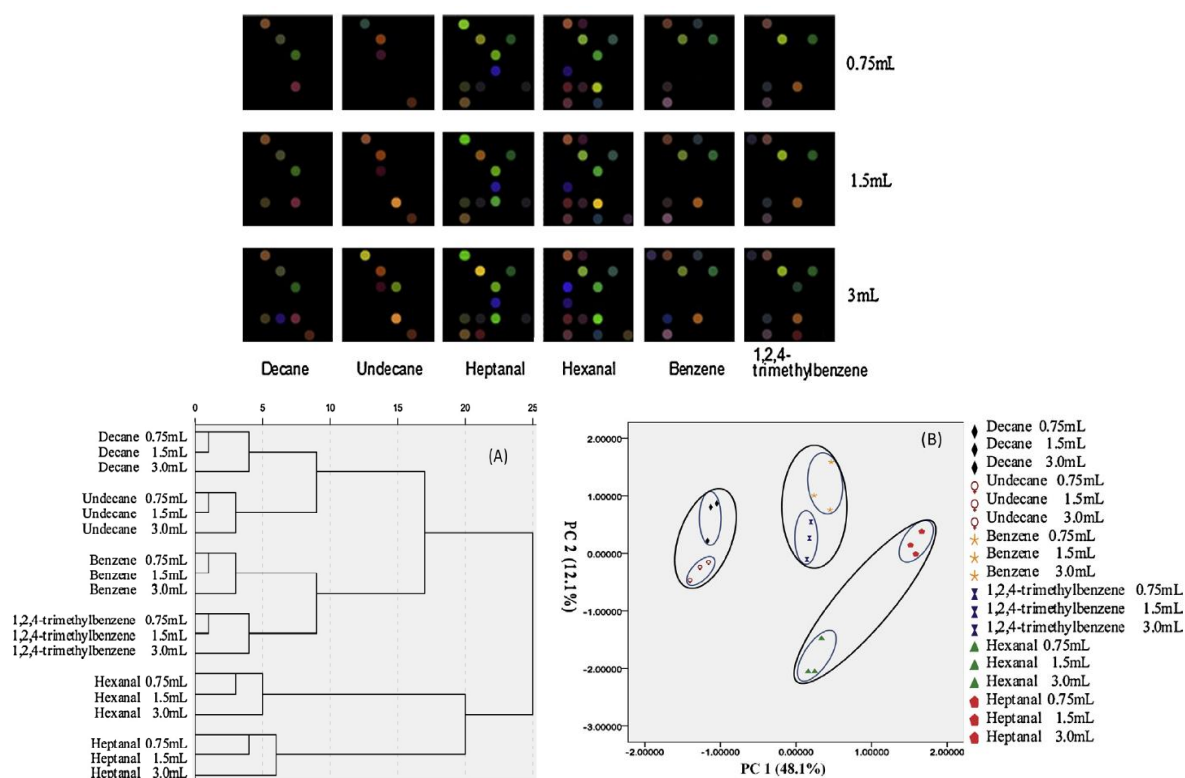 0.75mL
1.5mL
3mL
Decane Undecane Heptanal Hexanal Benzene 1,2,4-
trimethylbenzene
0 5 10 15 20 25
Decane 0.75mL
Decane 1.5mL
Decane 3.0mL
Undecane 0.75mL
Undecane 1.5mL
Undecane 3.0mL
Benzene 0.75mL
Benzene 1.5mL
Benzene 3.0mL
1,2,4-trimethylbenzene 0.75mL
1,2,4-trimethylbenzene 1.5mL
1,2,4-trimethylbenzene 3.0mL
Hexanal 0.75mL
Hexanal 1.5mL
Hexanal 3.0mL
Heptanal 0.75mL
Heptanal 1.5mL
Heptanal 3.0mL
(A)
(B)
PC 2 (12.1%)
2.00000
1.00000
0.00000
-1.00000
-2.00000
-3.00000
-2.00000 -1.00000 0.00000 1.00000 2.00000
PC 1 (48.1%)
Decane 0.75mL
Decane 1.5mL
Decane 3.0mL
Undecane 0.75mL
Undecane 1.5mL
Undecane 3.0mL
Benzene 0.75mL
Benzene 1.5mL
Benzene 3.0mL
1,2,4-trimethylbenzene 0.75mL
1,2,4-trimethylbenzene 1.5mL
1,2,4-trimethylbenzene 3.0mL
Hexanal 0.75mL
Hexanal 1.5mL
Hexanal 3.0mL
Heptanal 0.75mL
Heptanal 1.5mL
Heptanal 3.0mL